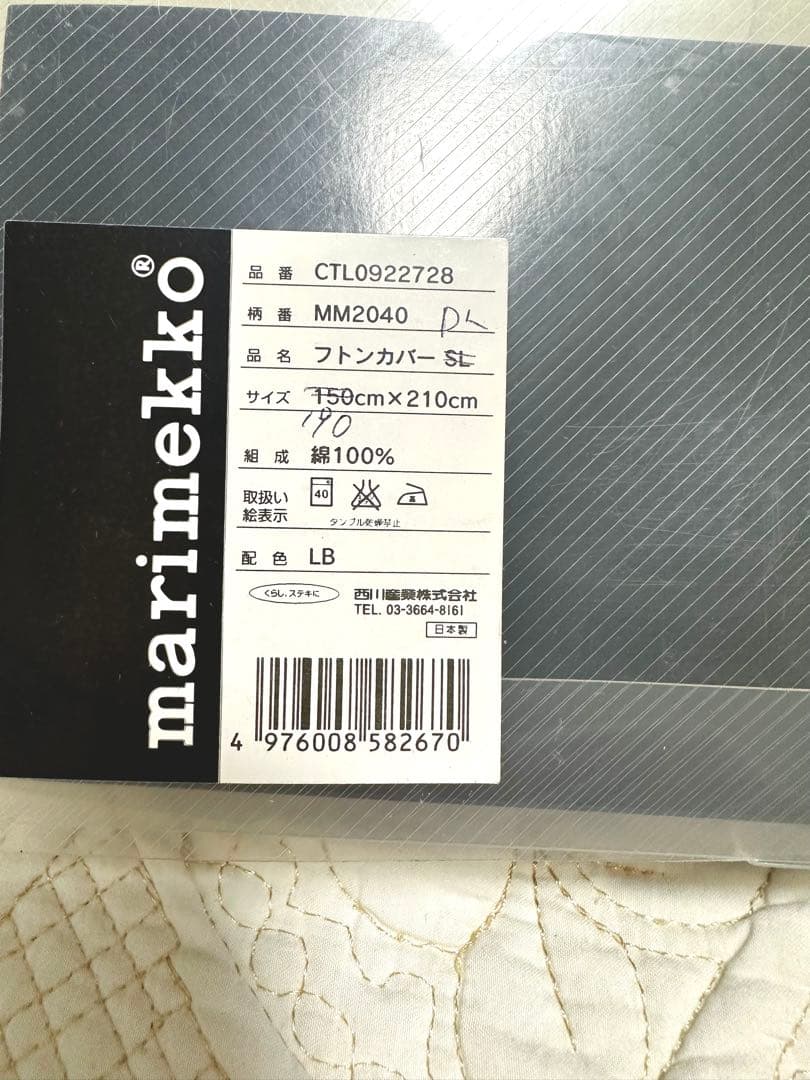 marimekko®
品番 CTL0922728
柄番 MM2040 DL
品名 フトンカバー SL
サイズ 150cm×210cm
190
組成 綿100%
取扱い
絵表示
40
タンブル乾燥禁止
配色 LB
くらし、ステキに 西川産業株式会社
TEL. 03-3664-8161
日本製
4 976008 582670